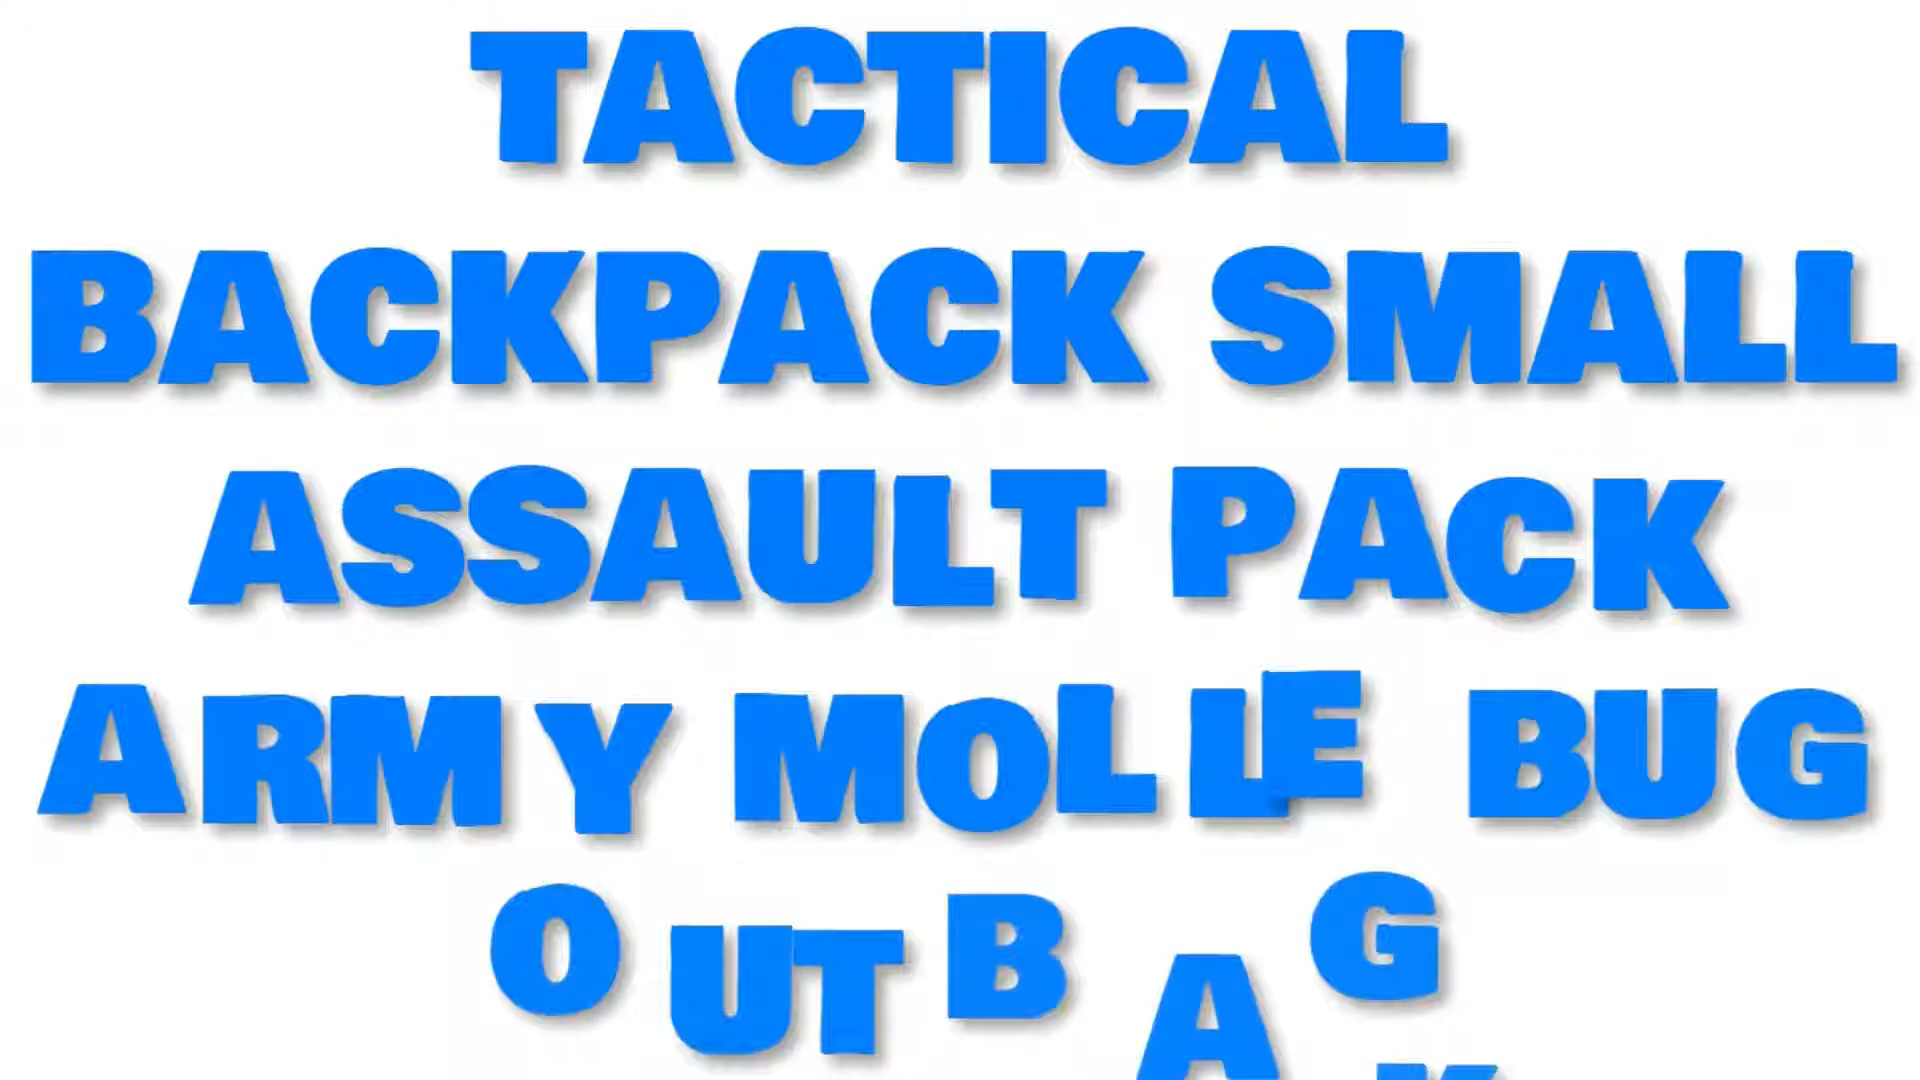 TACTICAL
BACKPACK SMALL
ASSAULT PACK
ARMY MOLLE BUG
OUT BAG